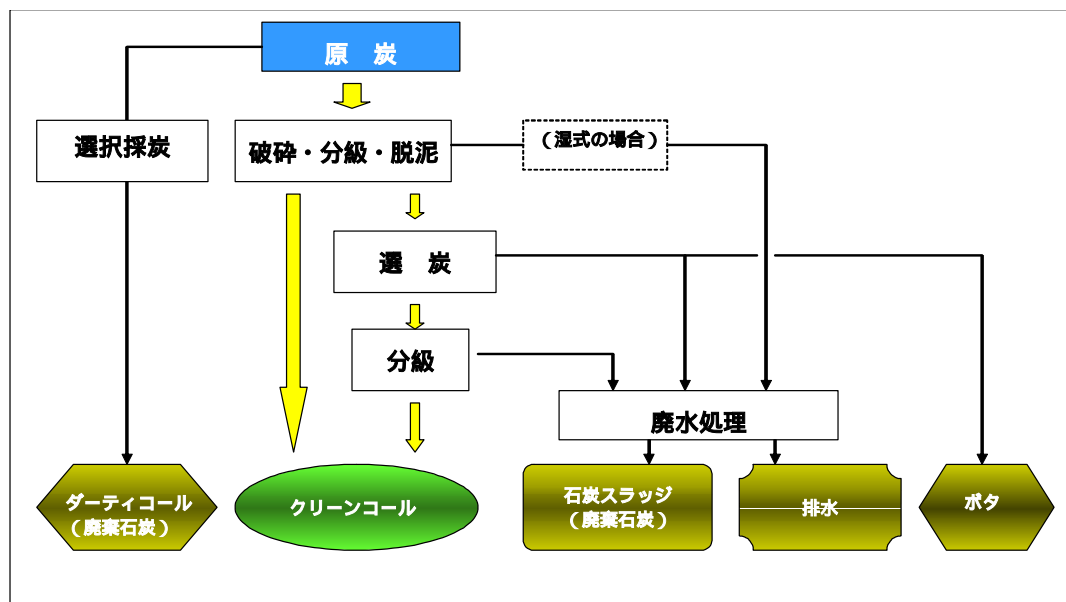 原　炭
選択採炭
破砕・分級・脱泥
（湿式の場合）
選　炭
分級
廃水処理
ダーティコール
（廃棄石炭）
クリーンコール
石炭スラッジ
（廃棄石炭）
排水
ボタ